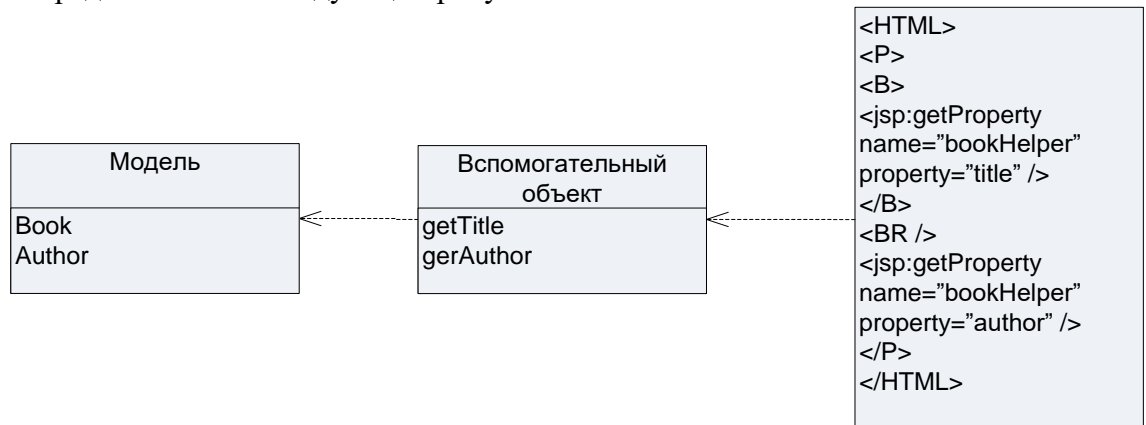 Модель
Book
Author
Вспомогательный
объект
getTitle
gerAuthor
<HTML>
<P>
<B>
<jsp:getProperty
name=”bookHelper”
property=”title” />
</B>
<BR />
<jsp:getProperty
name=”bookHelper”
property=”author” />
</P>
</HTML>